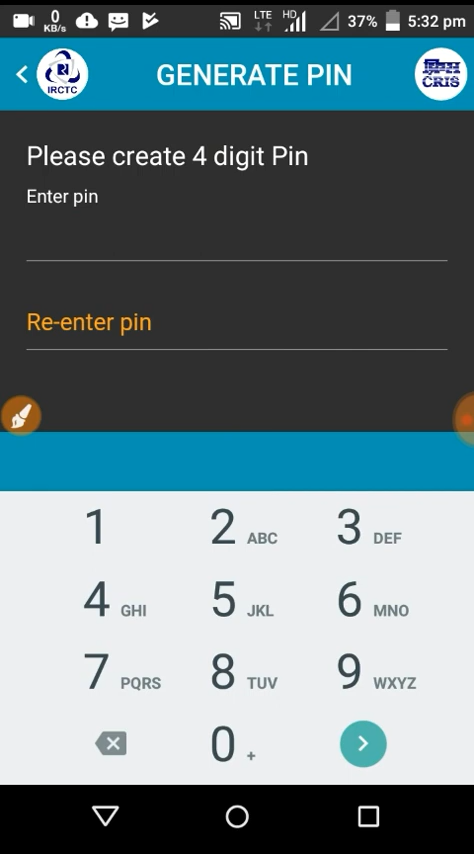 0
KB/s
LTE
HD
37%
5:32 pm
IRCTC
GENERATE PIN
CRIS
Please create 4 digit Pin
Enter pin
Re-enter pin
1
2 ABC
3 DEF
4 GHI
5 JKL
6 MNO
7 PQRS
8 TUV
9 WXYZ
0 +